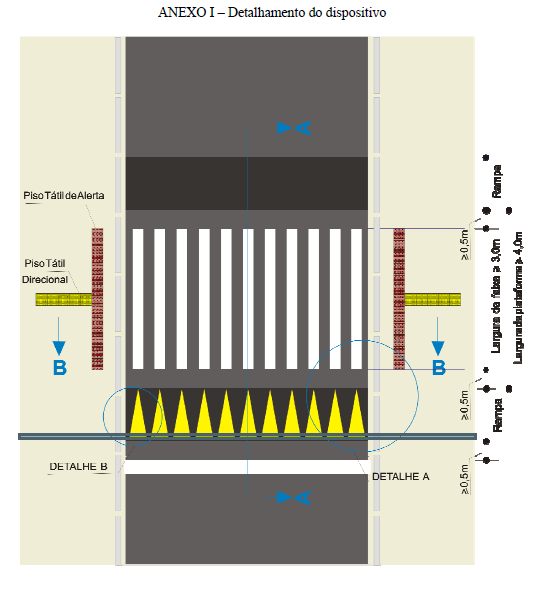 ANEXO I – Detalhamento do dispositivo
A
Rampa
Piso Tátil de Alerta
≥0,5m
Piso Tátil
Direcional
Largura da faixa ≥ 3,0m
Largura da plataforma ≥ 4,0m
B
B
≥0,5m
Rampa
DETALHE B
DETALHE A
≥0,5m
A